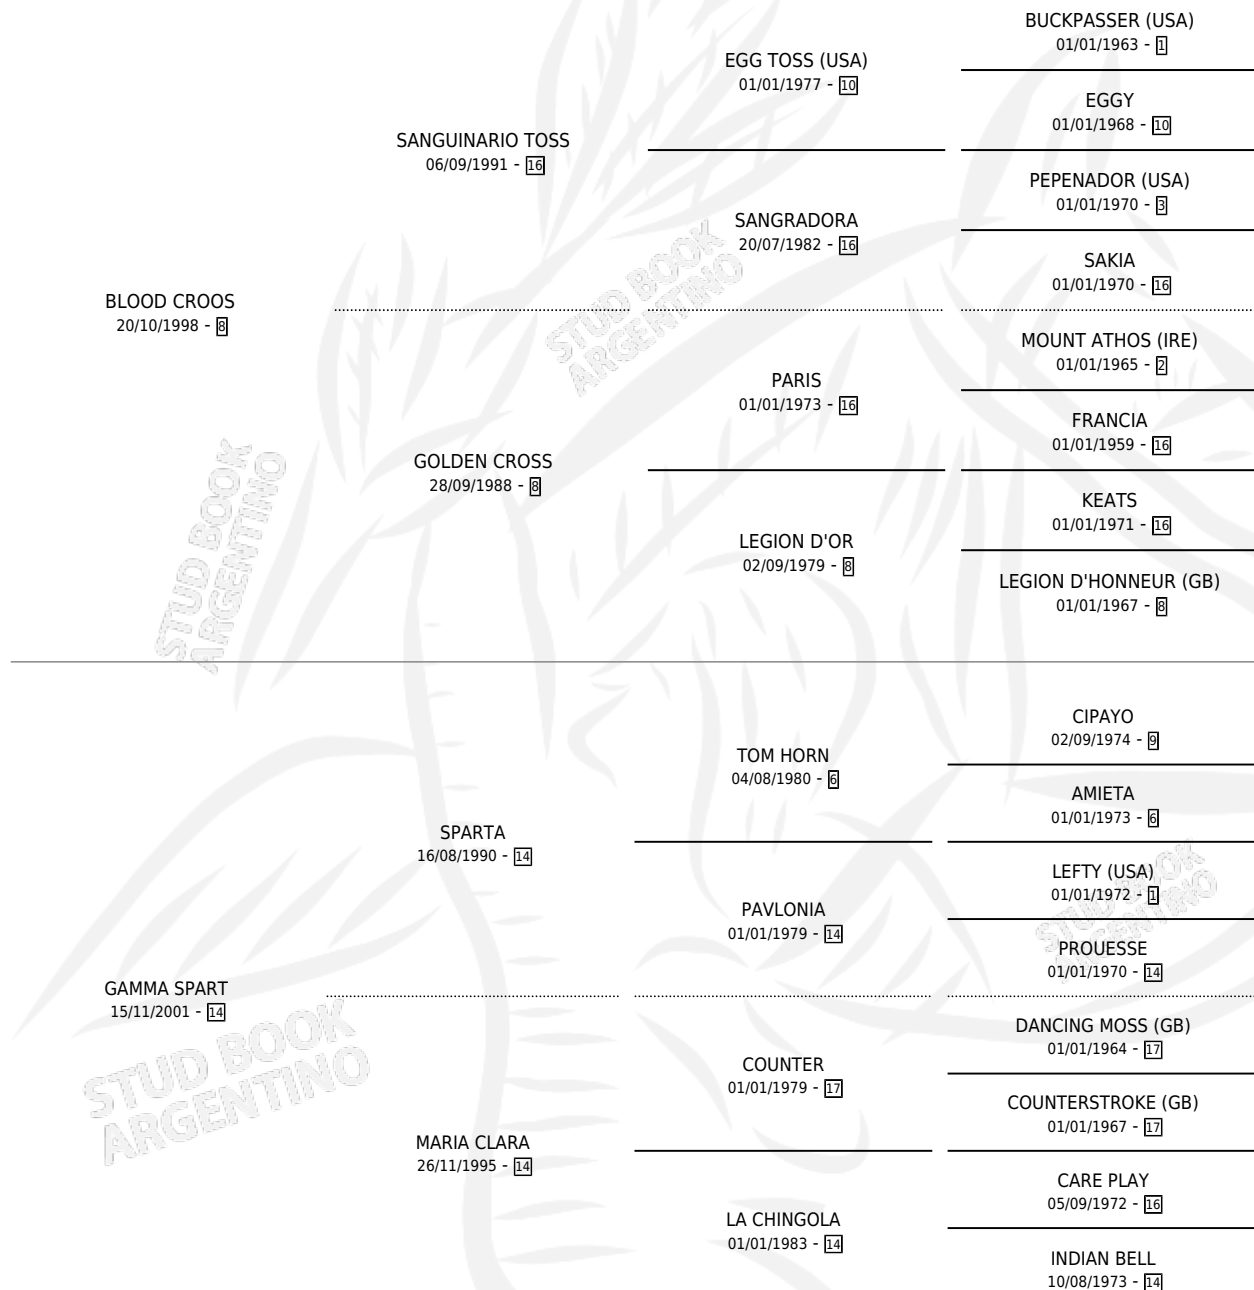 BUCKPASSER (USA)
01/01/1963 - 1
EGG TOSS (USA)
01/01/1977 - 10
EGGY
01/01/1968 - 10
SANGUINARIO TOSS
06/09/1991 - 16
PEPENADOR (USA)
01/01/1970 - 3
SANGRADORA
20/07/1982 - 16
SAKIA
01/01/1970 - 16
BLOOD CROOS
20/10/1998 - 8
STUD BOOK
ARGENTINO
MOUNT ATHOS (IRE)
01/01/1965 - 2
PARIS
01/01/1973 - 16
FRANCIA
01/01/1959 - 16
GOLDEN CROSS
28/09/1988 - 8
KEATS
01/01/1971 - 16
LEGION D'OR
02/09/1979 - 8
LEGION D'HONNEUR (GB)
01/01/1967 - 8
STUD BOOK
ARGENTINO
CIPAYO
02/09/1974 - 9
TOM HORN
04/08/1980 - 6
AMIETA
01/01/1973 - 6
SPARTA
16/08/1990 - 14
LEFTY (USA)
01/01/1972 - 1
PAVLONIA
01/01/1979 - 14
STUD BOOK
ARGENTINO
PROUESSE
01/01/1970 - 14
GAMMA SPART
15/11/2001 - 14
STUD BOOK
ARGENTINO
DANCING MOSS (GB)
01/01/1964 - 17
COUNTER
01/01/1979 - 17
COUNTERSTROKE (GB)
01/01/1967 - 17
MARIA CLARA
26/11/1995 - 14
CARE PLAY
05/09/1972 - 16
LA CHINGOLA
01/01/1983 - 14
INDIAN BELL
10/08/1973 - 14